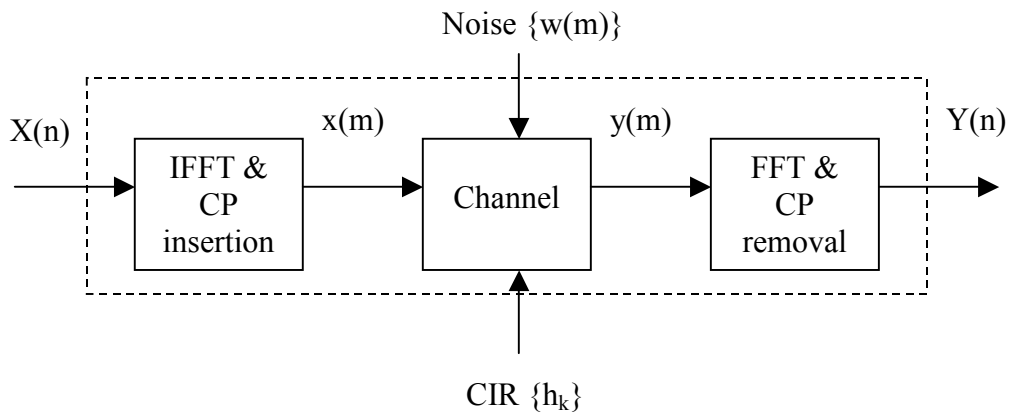 Noise {w(m)}
X(n)
x(m)
y(m)
Y(n)
IFFT &
CP
insertion
Channel
FFT &
CP
removal
CIR {hₖ}